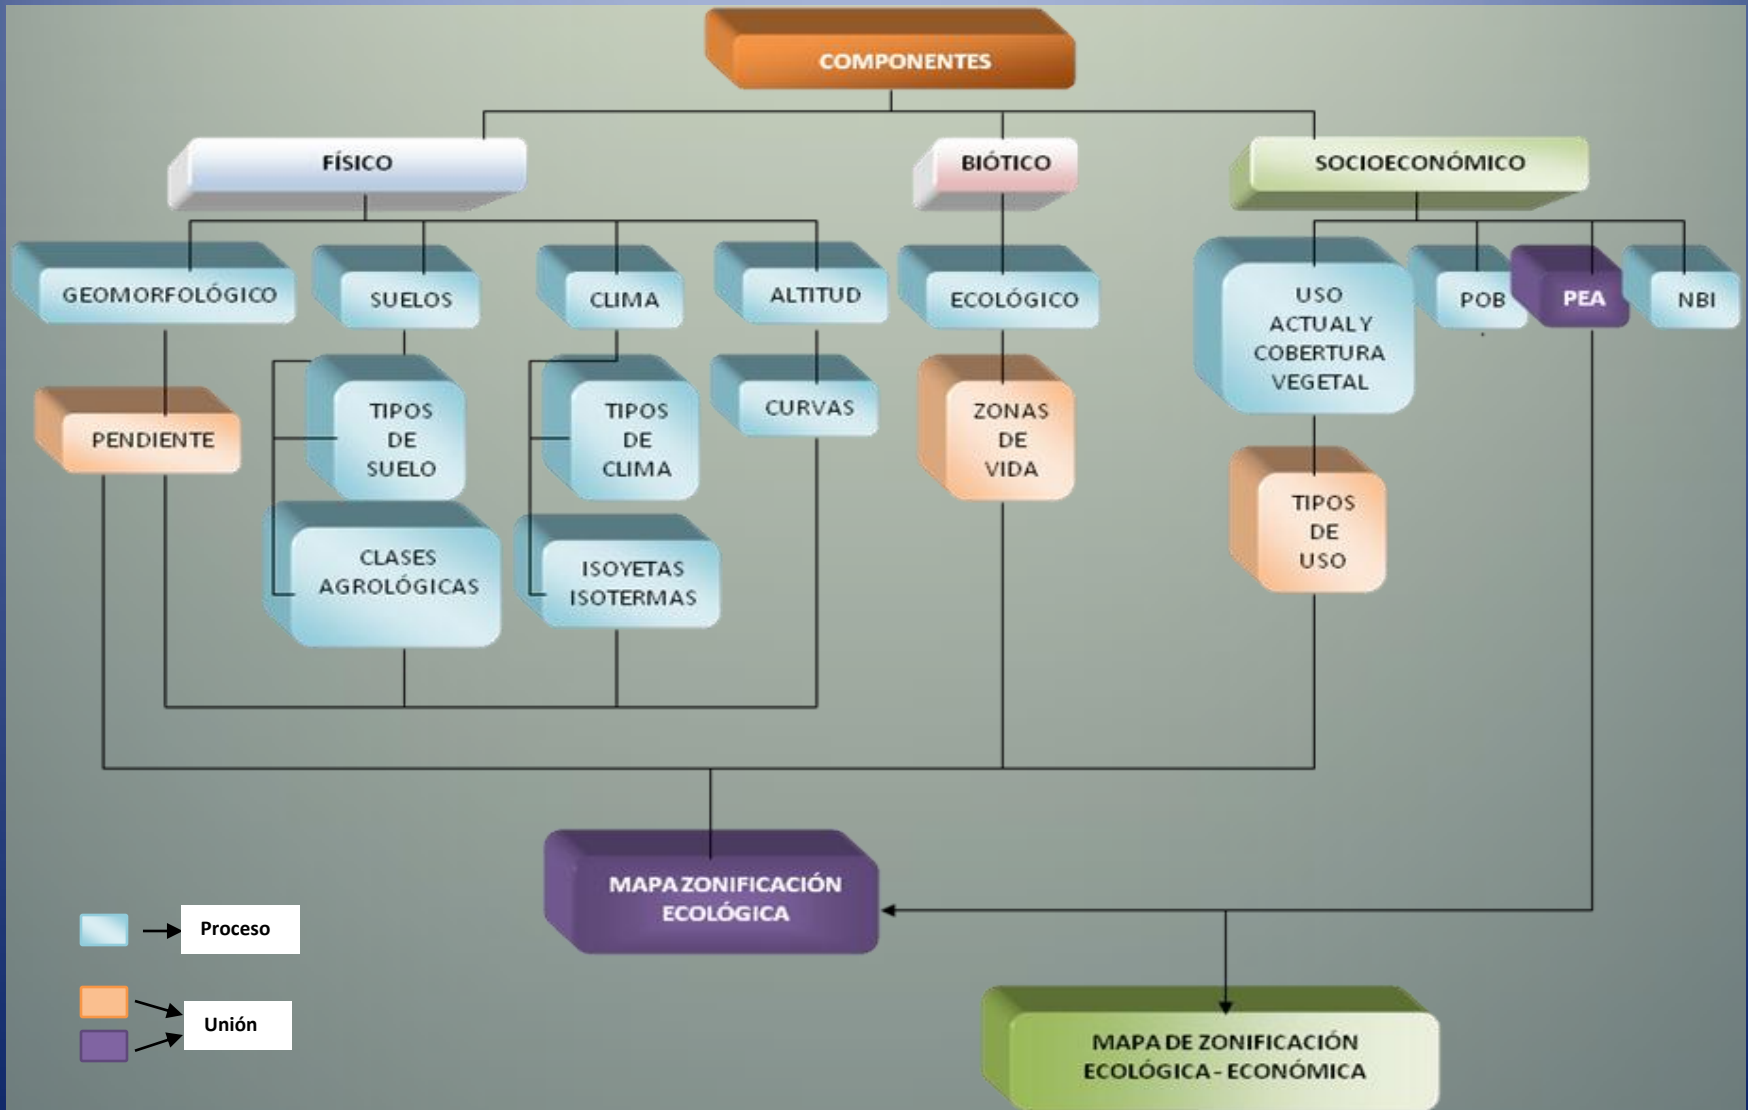 COMPONENTES
FÍSICO
BIÓTICO
SOCIOECONÓMICO
GEOMORFOLÓGICO
SUELOS
CLIMA
ALTITUD
ECOLÓGICO
USO
ACTUAL Y
COBERTURA
VEGETAL
POB
PEA
NBI
PENDIENTE
TIPOS
DE
SUELO
TIPOS
DE
CLIMA
CURVAS
ZONAS
DE
VIDA
TIPOS
DE
USO
CLASES
AGROLÓGICAS
ISOYETAS
ISOTERMAS
MAPA ZONIFICACIÓN
ECOLÓGICA
Proceso
Unión
MAPA DE ZONIFICACIÓN
ECOLÓGICA - ECONÓMICA